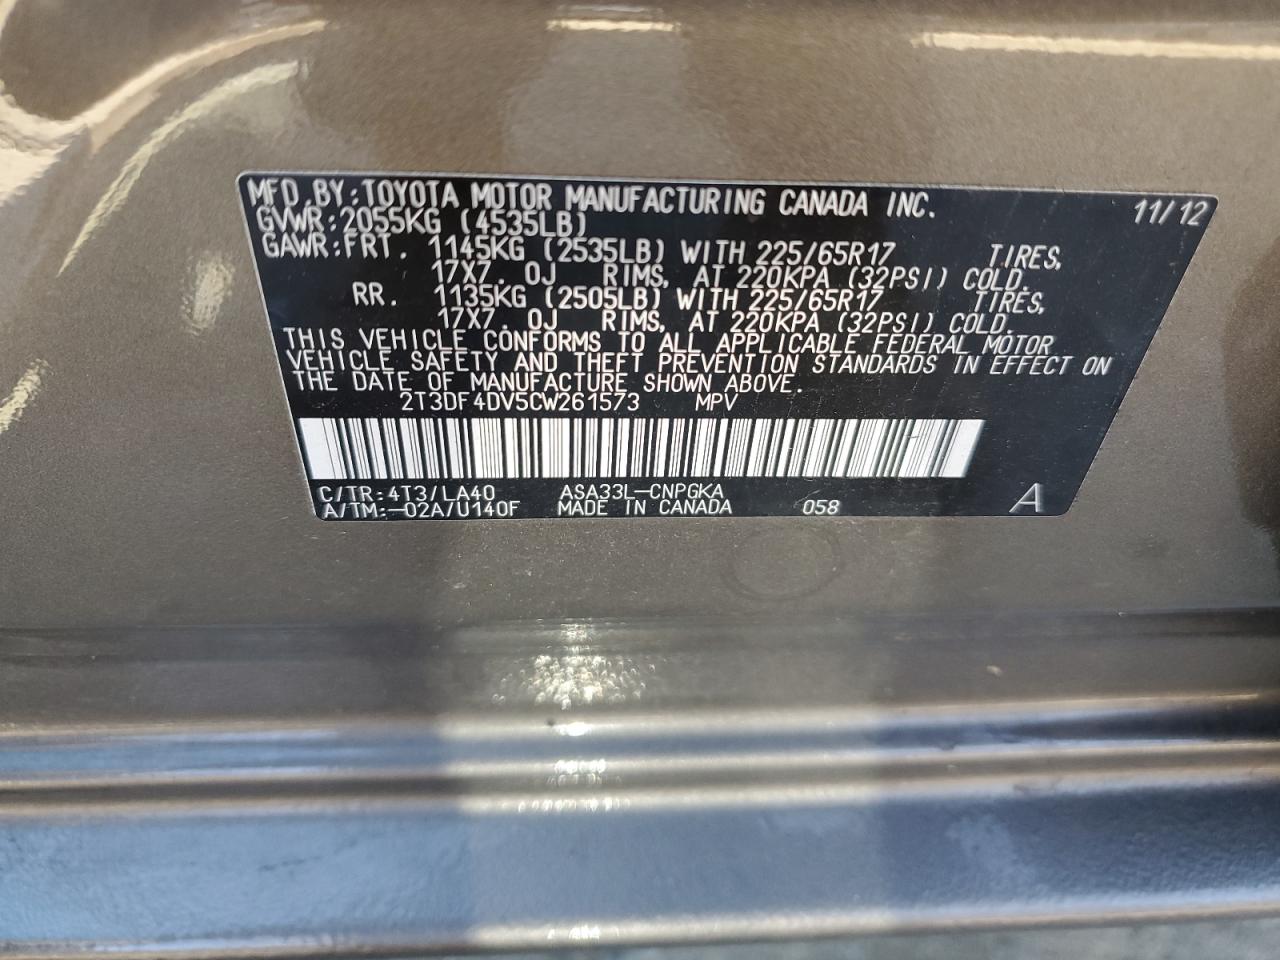 MFD. BY: TOYOTA MOTOR MANUFACTURING CANADA INC. 11/12
GVWR: 2055KG (4535LB)
GAWR: FRT. 1145KG (2535LB) WITH 225/65R17 TIRES,
17X7. 0J RIMS, AT 220KPA (32PSI) COLD.
RR. 1135KG (2505LB) WITH 225/65R17 TIRES,
17X7. 0J RIMS, AT 220KPA (32PSI) COLD.
THIS VEHICLE CONFORMS TO ALL APPLICABLE FEDERAL MOTOR
VEHICLE SAFETY AND THEFT PREVENTION STANDARDS IN EFFECT ON
THE DATE OF MANUFACTURE SHOWN ABOVE.
2T3DF4DV5CW261573 MPV
C/TR: 4T3/LA40 ASA33L-CNPGKA
A/TM: -02A/U140F MADE IN CANADA 058 A